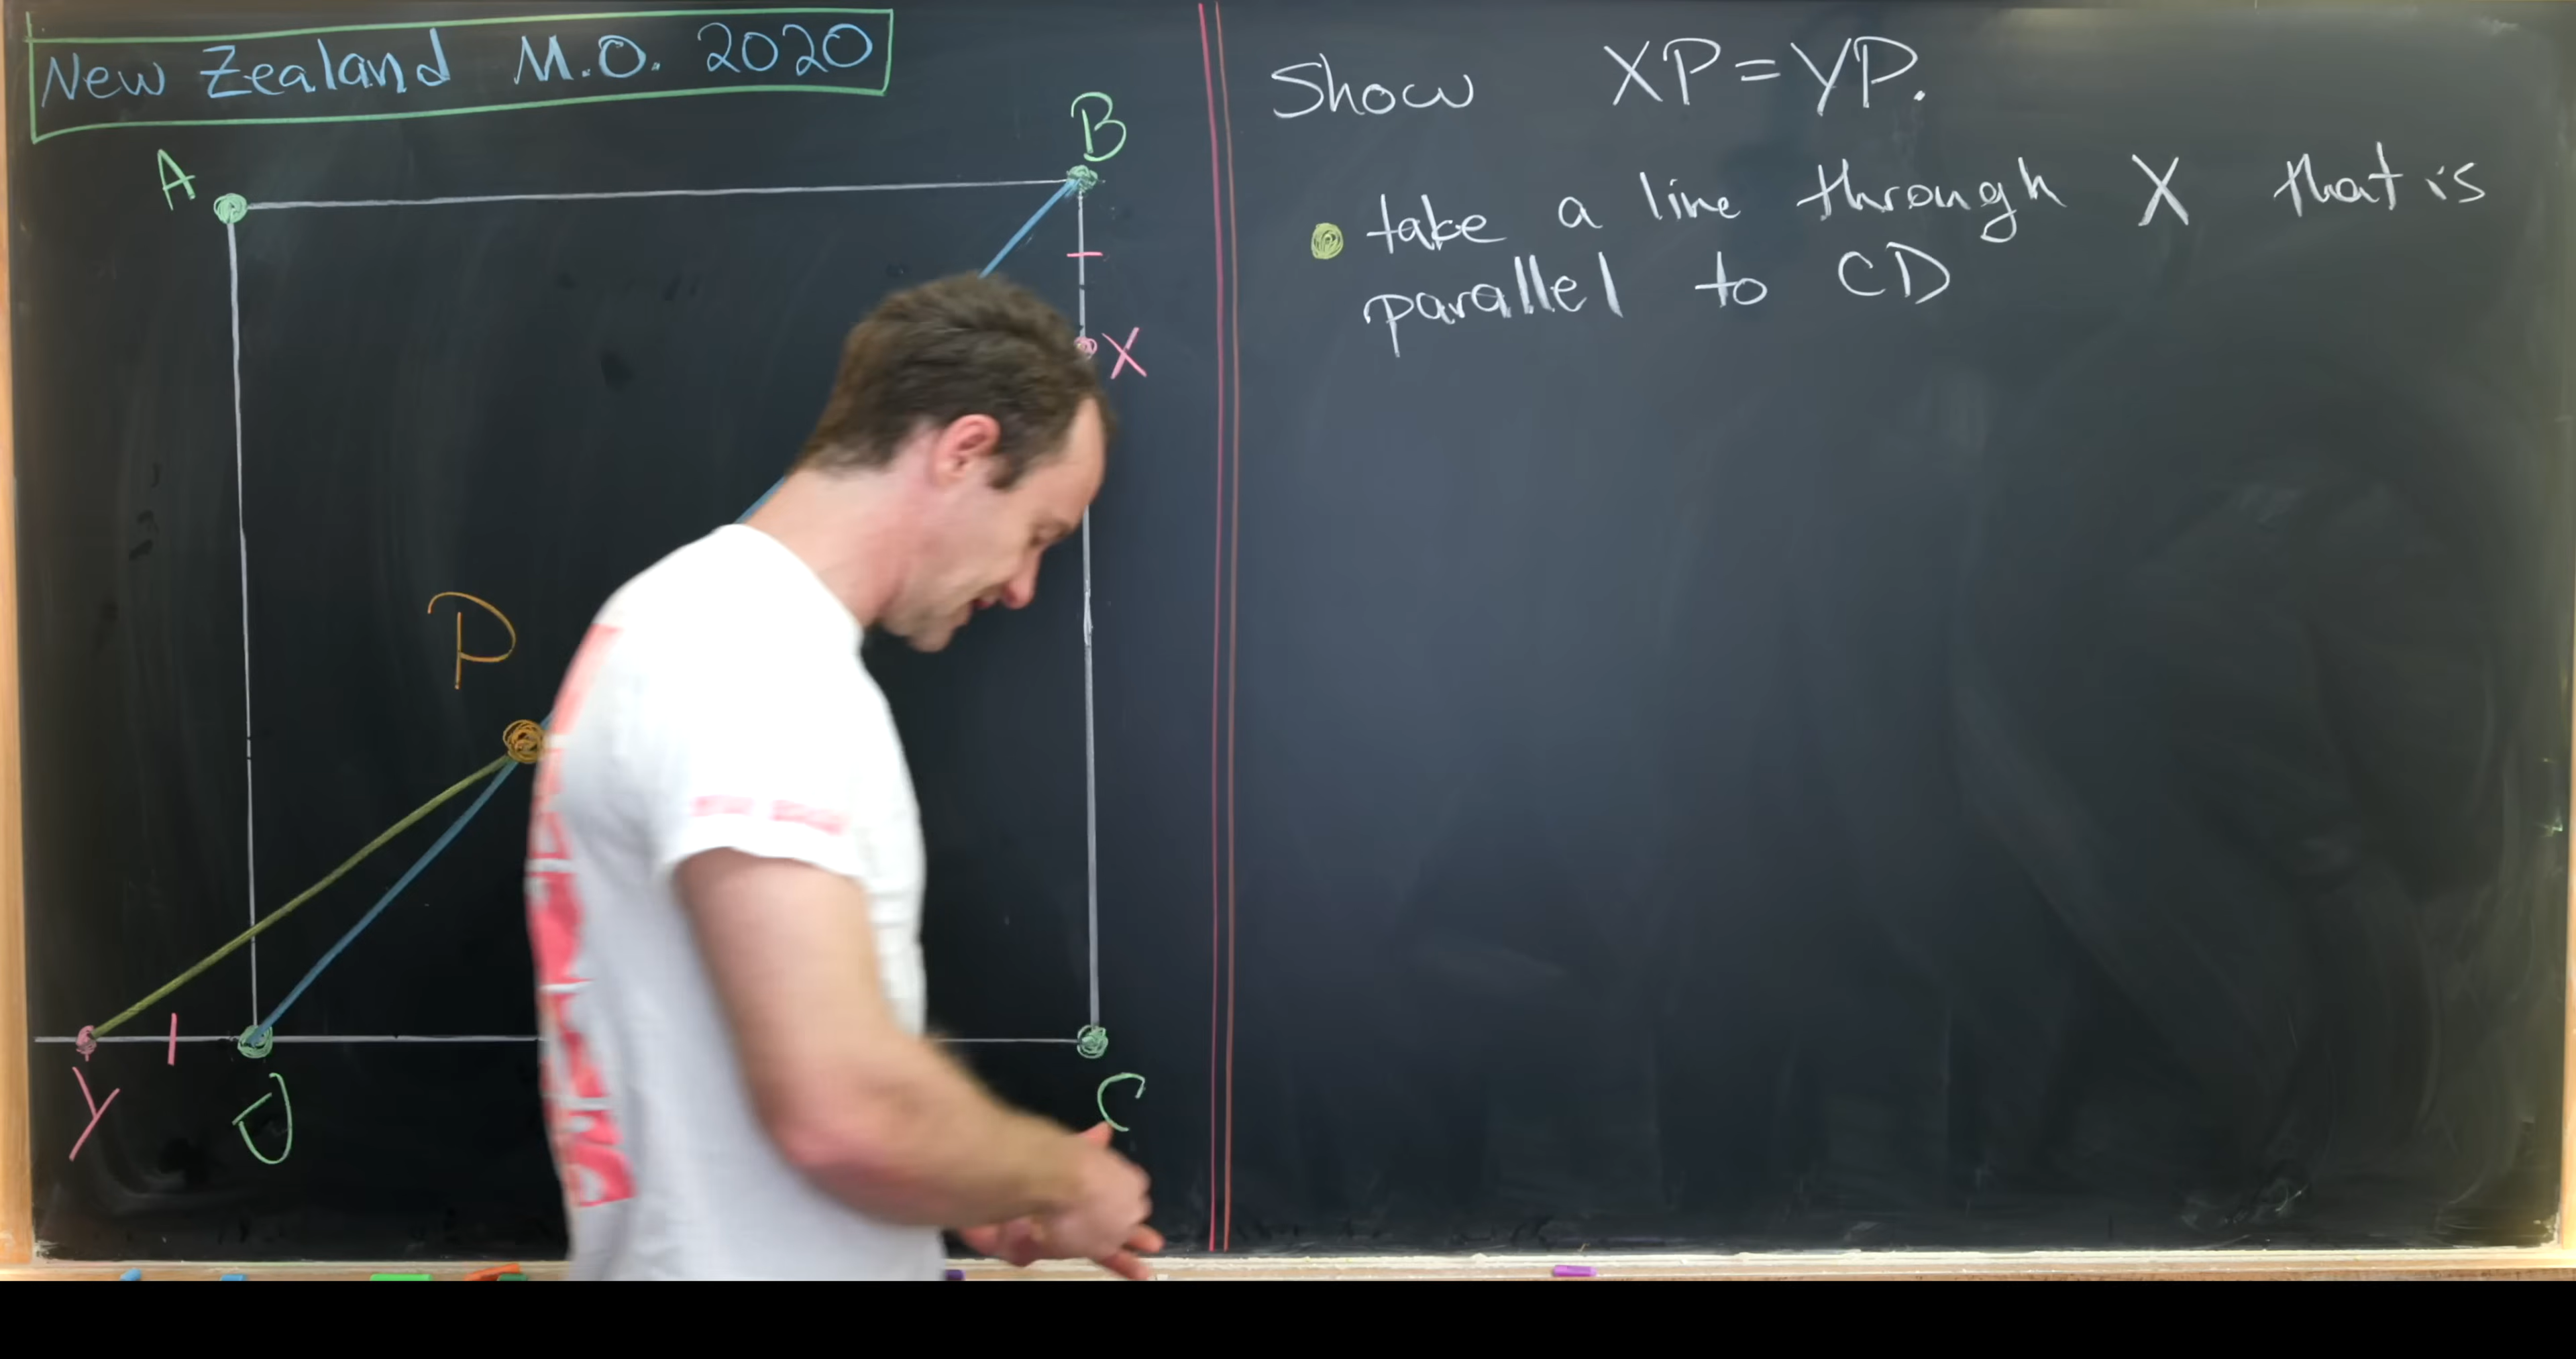 New Zealand M.O. 2020
A
B
X
P
Y
D
C
Show XP = YP.
take a line through X that is
parallel to CD